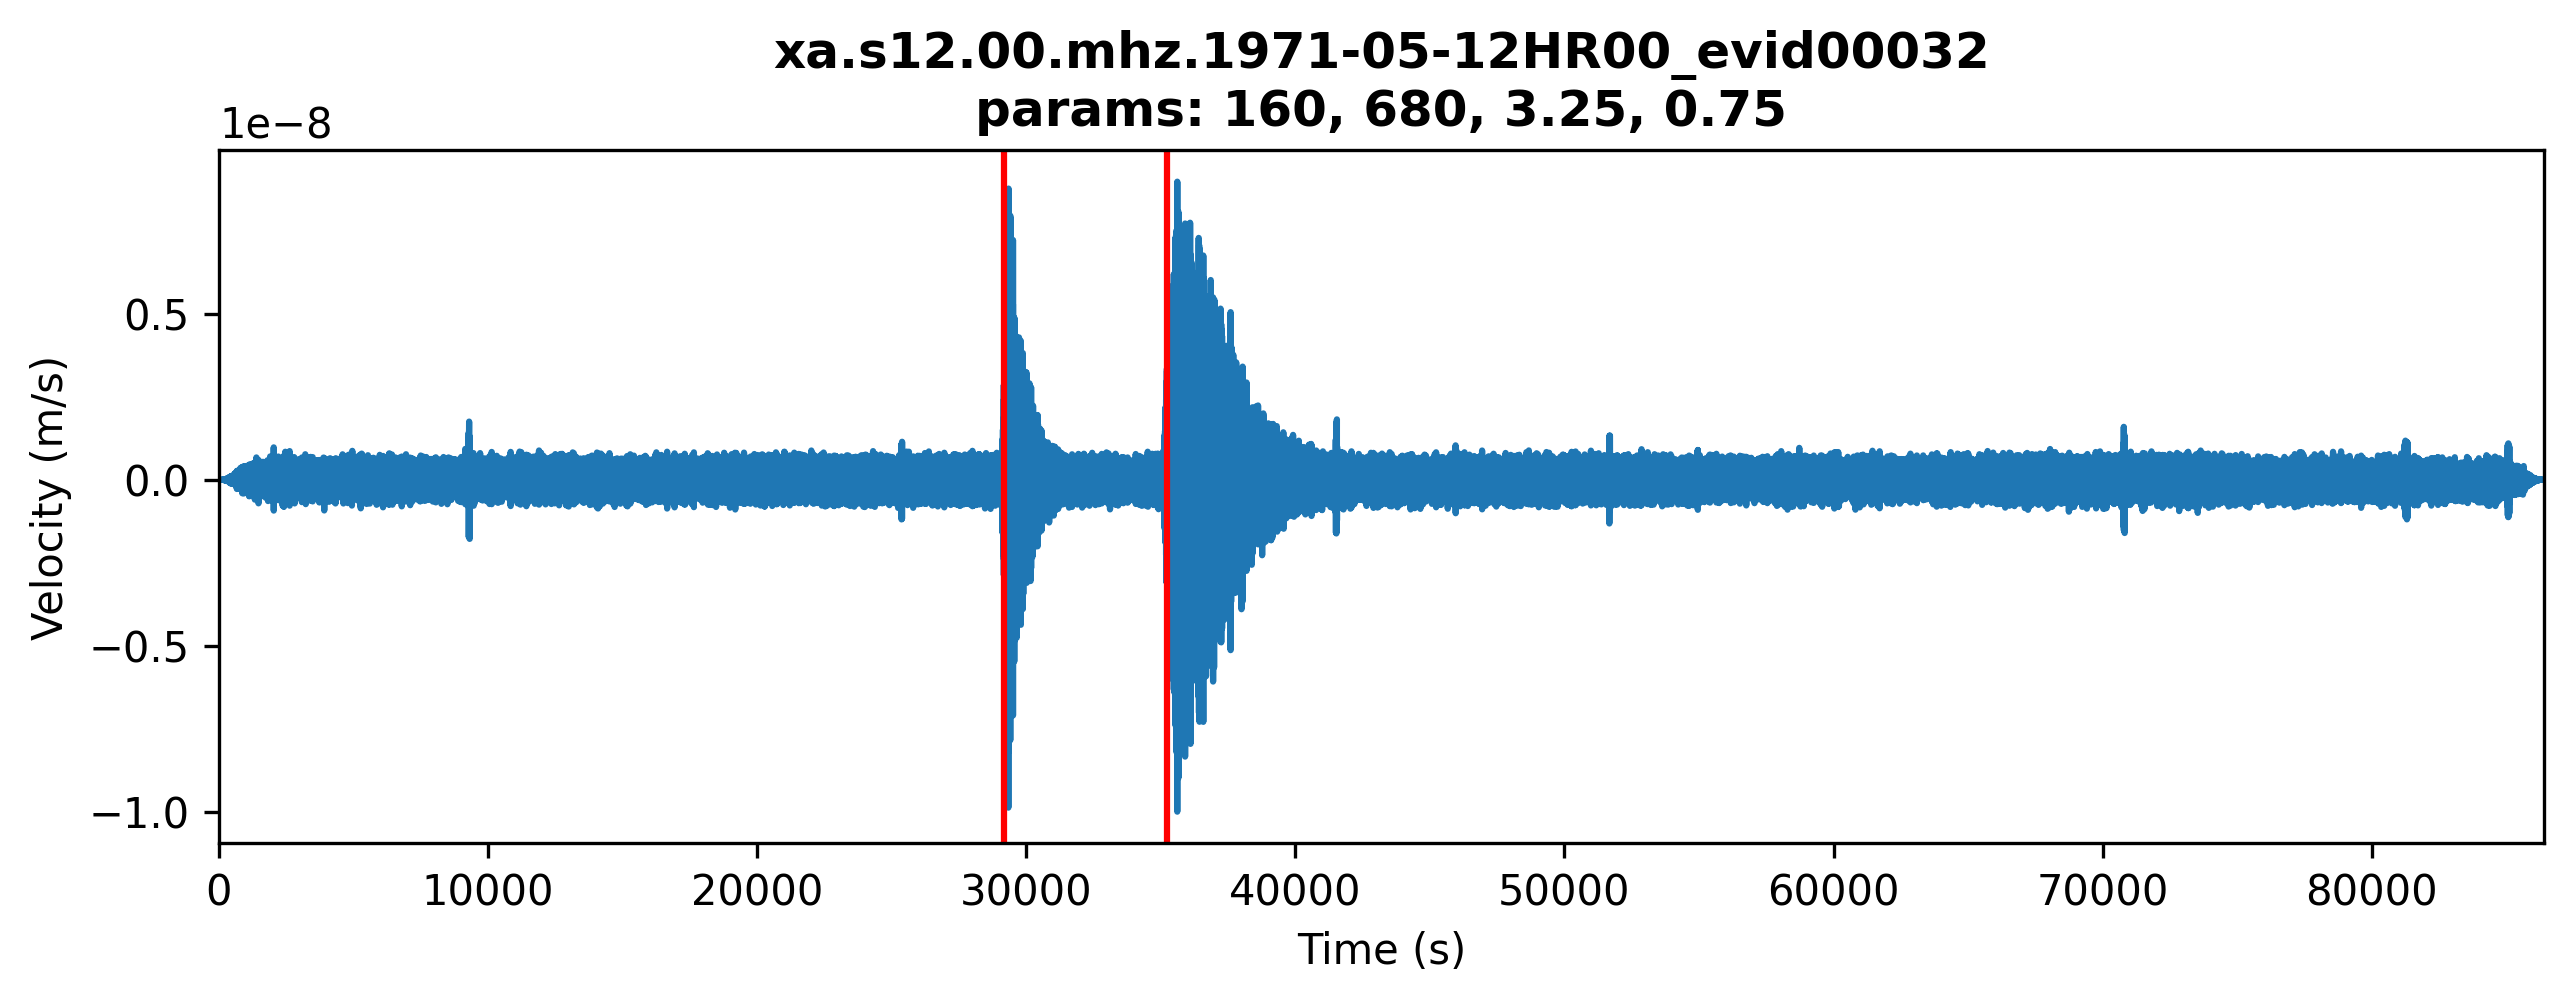 xa.s12.00.mhz.1971-05-12HR00_evid00032
params: 160, 680, 3.25, 0.75
1e−8
0.5
0.0
−0.5
−1.0
Velocity (m/s)
0 10000 20000 30000 40000 50000 60000 70000 80000
Time (s)